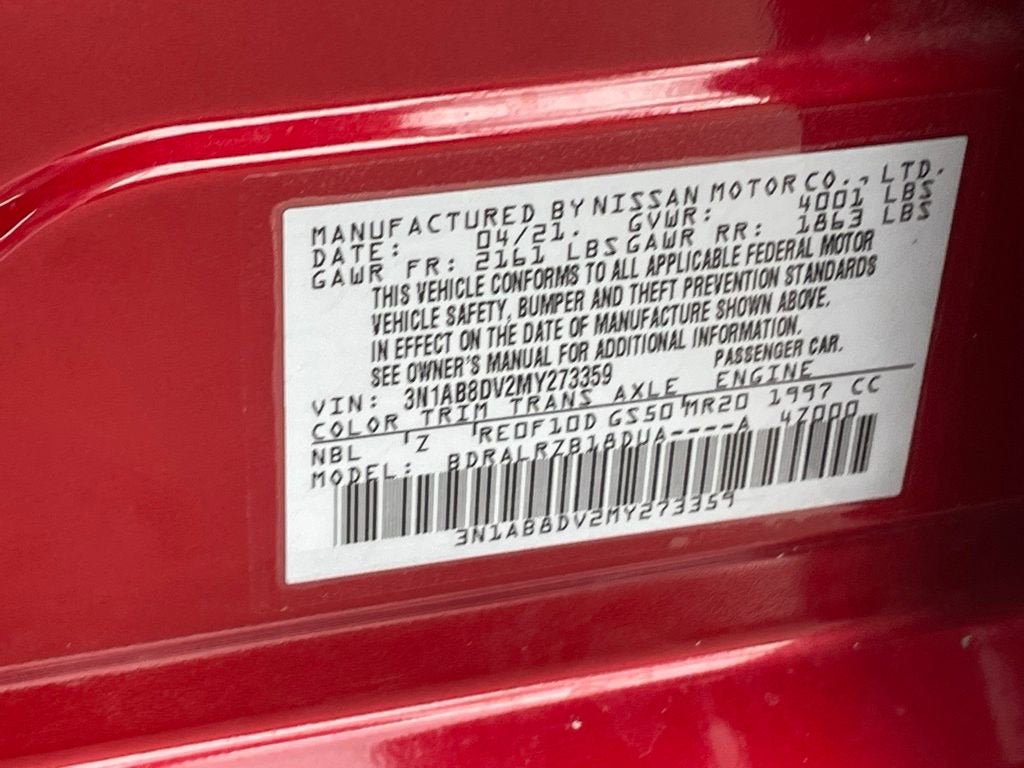 MANUFACTURED BY NISSAN MOTOR CO., LTD.
DATE: 04/21. GVWR: 4001 LBS
GAWR FR: 2161 LBS GAWR RR: 1863 LBS
THIS VEHICLE CONFORMS TO ALL APPLICABLE FEDERAL MOTOR
VEHICLE SAFETY, BUMPER AND THEFT PREVENTION STANDARDS
IN EFFECT ON THE DATE OF MANUFACTURE SHOWN ABOVE.
SEE OWNER'S MANUAL FOR ADDITIONAL INFORMATION.
VIN: 3N1AB8DV2MY273359 PASSENGER CAR.
COLOR TRIM TRANS AXLE ENGINE
NBL Z RE0F10D GS50 MR20 1997 CC
MODEL: BDRALRZB18DUA----A 4Z000
3N1AB8DV2MY273359